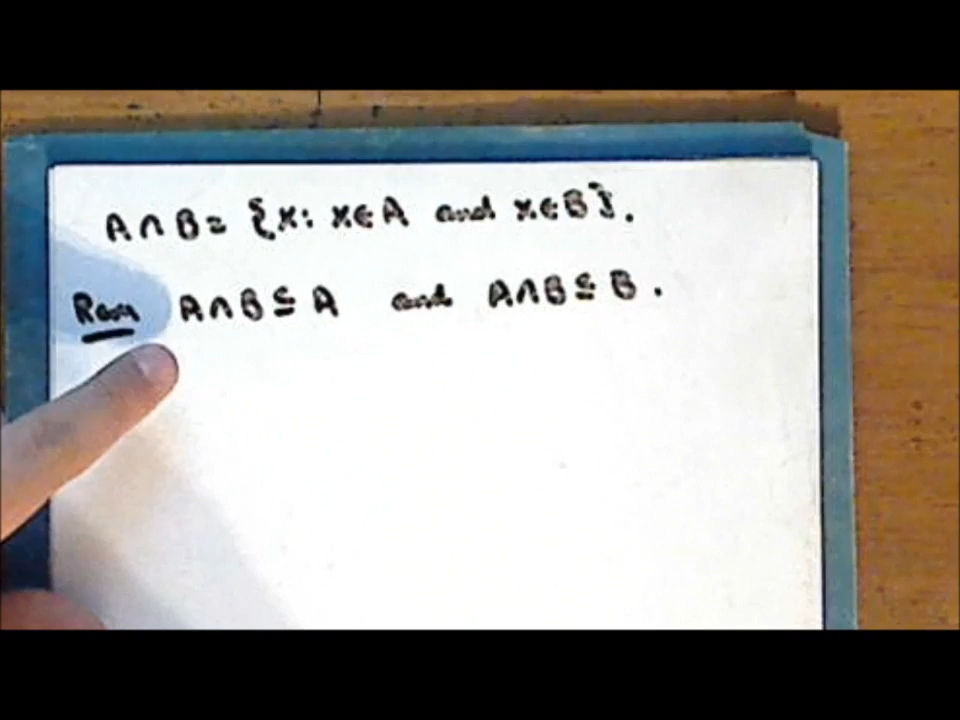 A∩B = {x: x∈A and x∈B}.
Rem A∩B⊆A and A∩B⊆B.